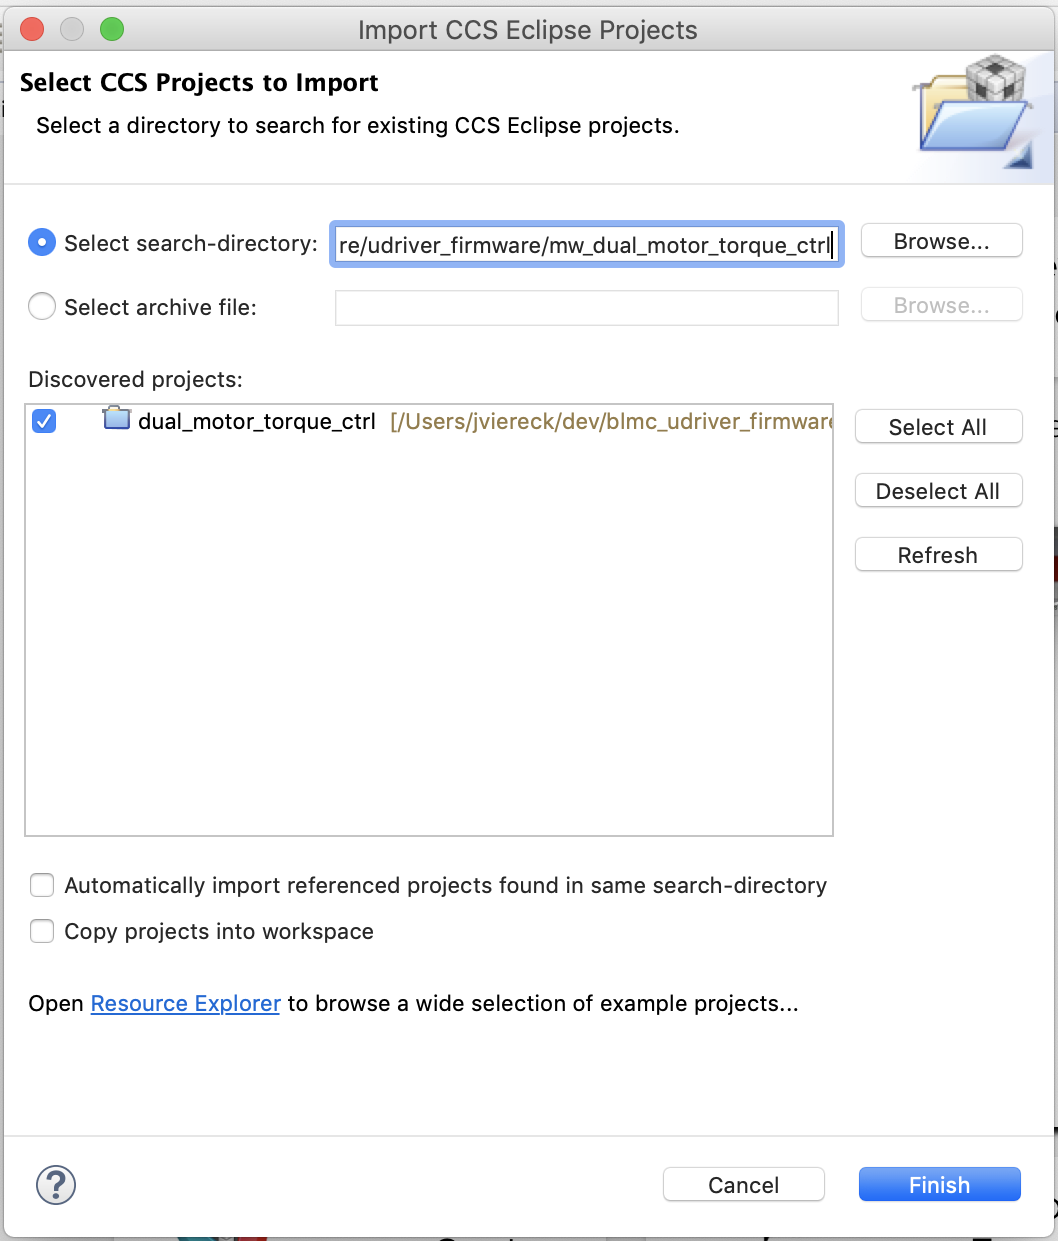 Import CCS Eclipse Projects
Select CCS Projects to Import
Select a directory to search for existing CCS Eclipse projects.
Select search-directory: re/udriver_firmware/mw_dual_motor_torque_ctrl Browse...
Select archive file: Browse...
Discovered projects:
dual_motor_torque_ctrl [/Users/jviereck/dev/blmc_udriver_firmware
Select All
Deselect All
Refresh
Automatically import referenced projects found in same search-directory
Copy projects into workspace
Open Resource Explorer to browse a wide selection of example projects...
? Cancel Finish